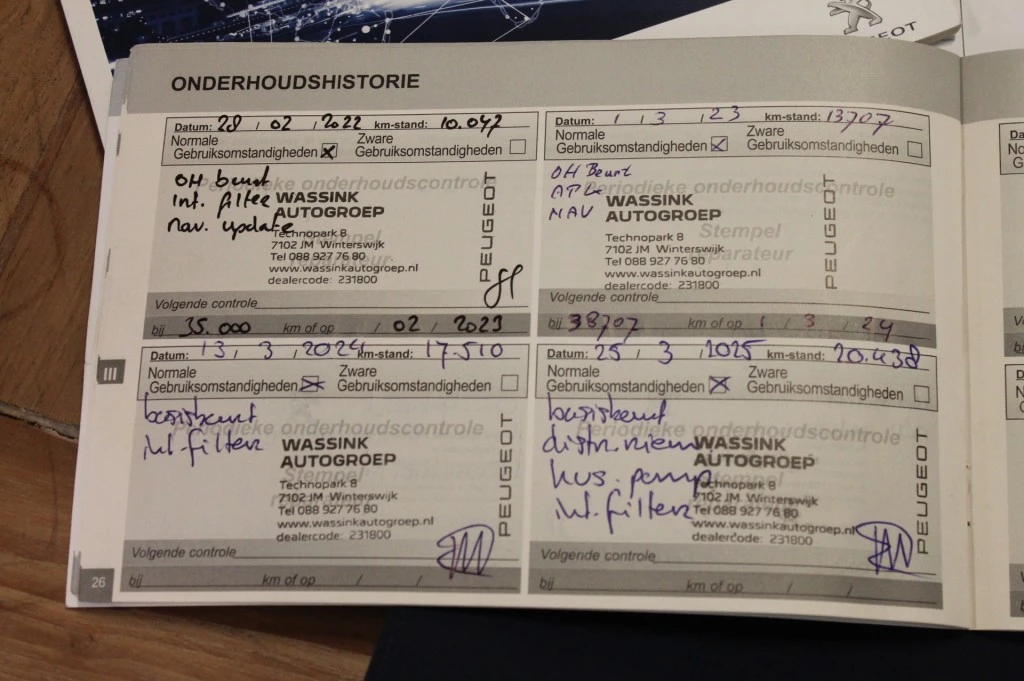 PEUGEOT
ONDERHOUDSHISTORIE
Datum: 28 / 02 / 2022 km-stand: 10.047
Normale Gebruiksomstandigheden x Zware Gebruiksomstandigheden
Periodieke onderhoudscontrole
OH beurt
Int. filter
nav. update
WASSINK
AUTOGROEP
Technopark 8
7102 JM Winterswijk
Tel 088 927 76 80
www.wassinkautogroep.nl
dealercode: 231800
PEUGEOT
Volgende controle
bij 35.000 km of op / 02 / 2023
Datum: 1 / 3 / 23 km-stand: 13707
Normale Gebruiksomstandigheden x Zware Gebruiksomstandigheden
Periodieke onderhoudscontrole
OH Beurt
APK
NAV
WASSINK
AUTOGROEP
Stempel
Technopark 8
7102 JM Winterswijk
Tel 088 927 76 80
www.wassinkautogroep.nl
dealercode: 231800
PEUGEOT
Volgende controle
bij 38707 km of op 1 / 3 / 24
III
Datum: 13 / 3 / 2024 km-stand: 17.510
Normale Gebruiksomstandigheden x Zware Gebruiksomstandigheden
Periodieke onderhoudscontrole
basisbeurt
int. filters
WASSINK
AUTOGROEP
Stempel
Technopark 8
7102 JM Winterswijk
Tel 088 927 76 80
www.wassinkautogroep.nl
dealercode: 231800
PEUGEOT
Volgende controle
bij km of op / /
Datum: 25 / 3 / 2025 km-stand: 20.438
Normale Gebruiksomstandigheden x Zware Gebruiksomstandigheden
Periodieke onderhoudscontrole
basisbeurt
distr. riem
pomp
int. filters
WASSINK
AUTOGROEP
Technopark 8
7102 JM Winterswijk
Tel 088 927 76 80
www.wassinkautogroep.nl
dealercode: 231800
PEUGEOT
Volgende controle
bij km of op / /
26